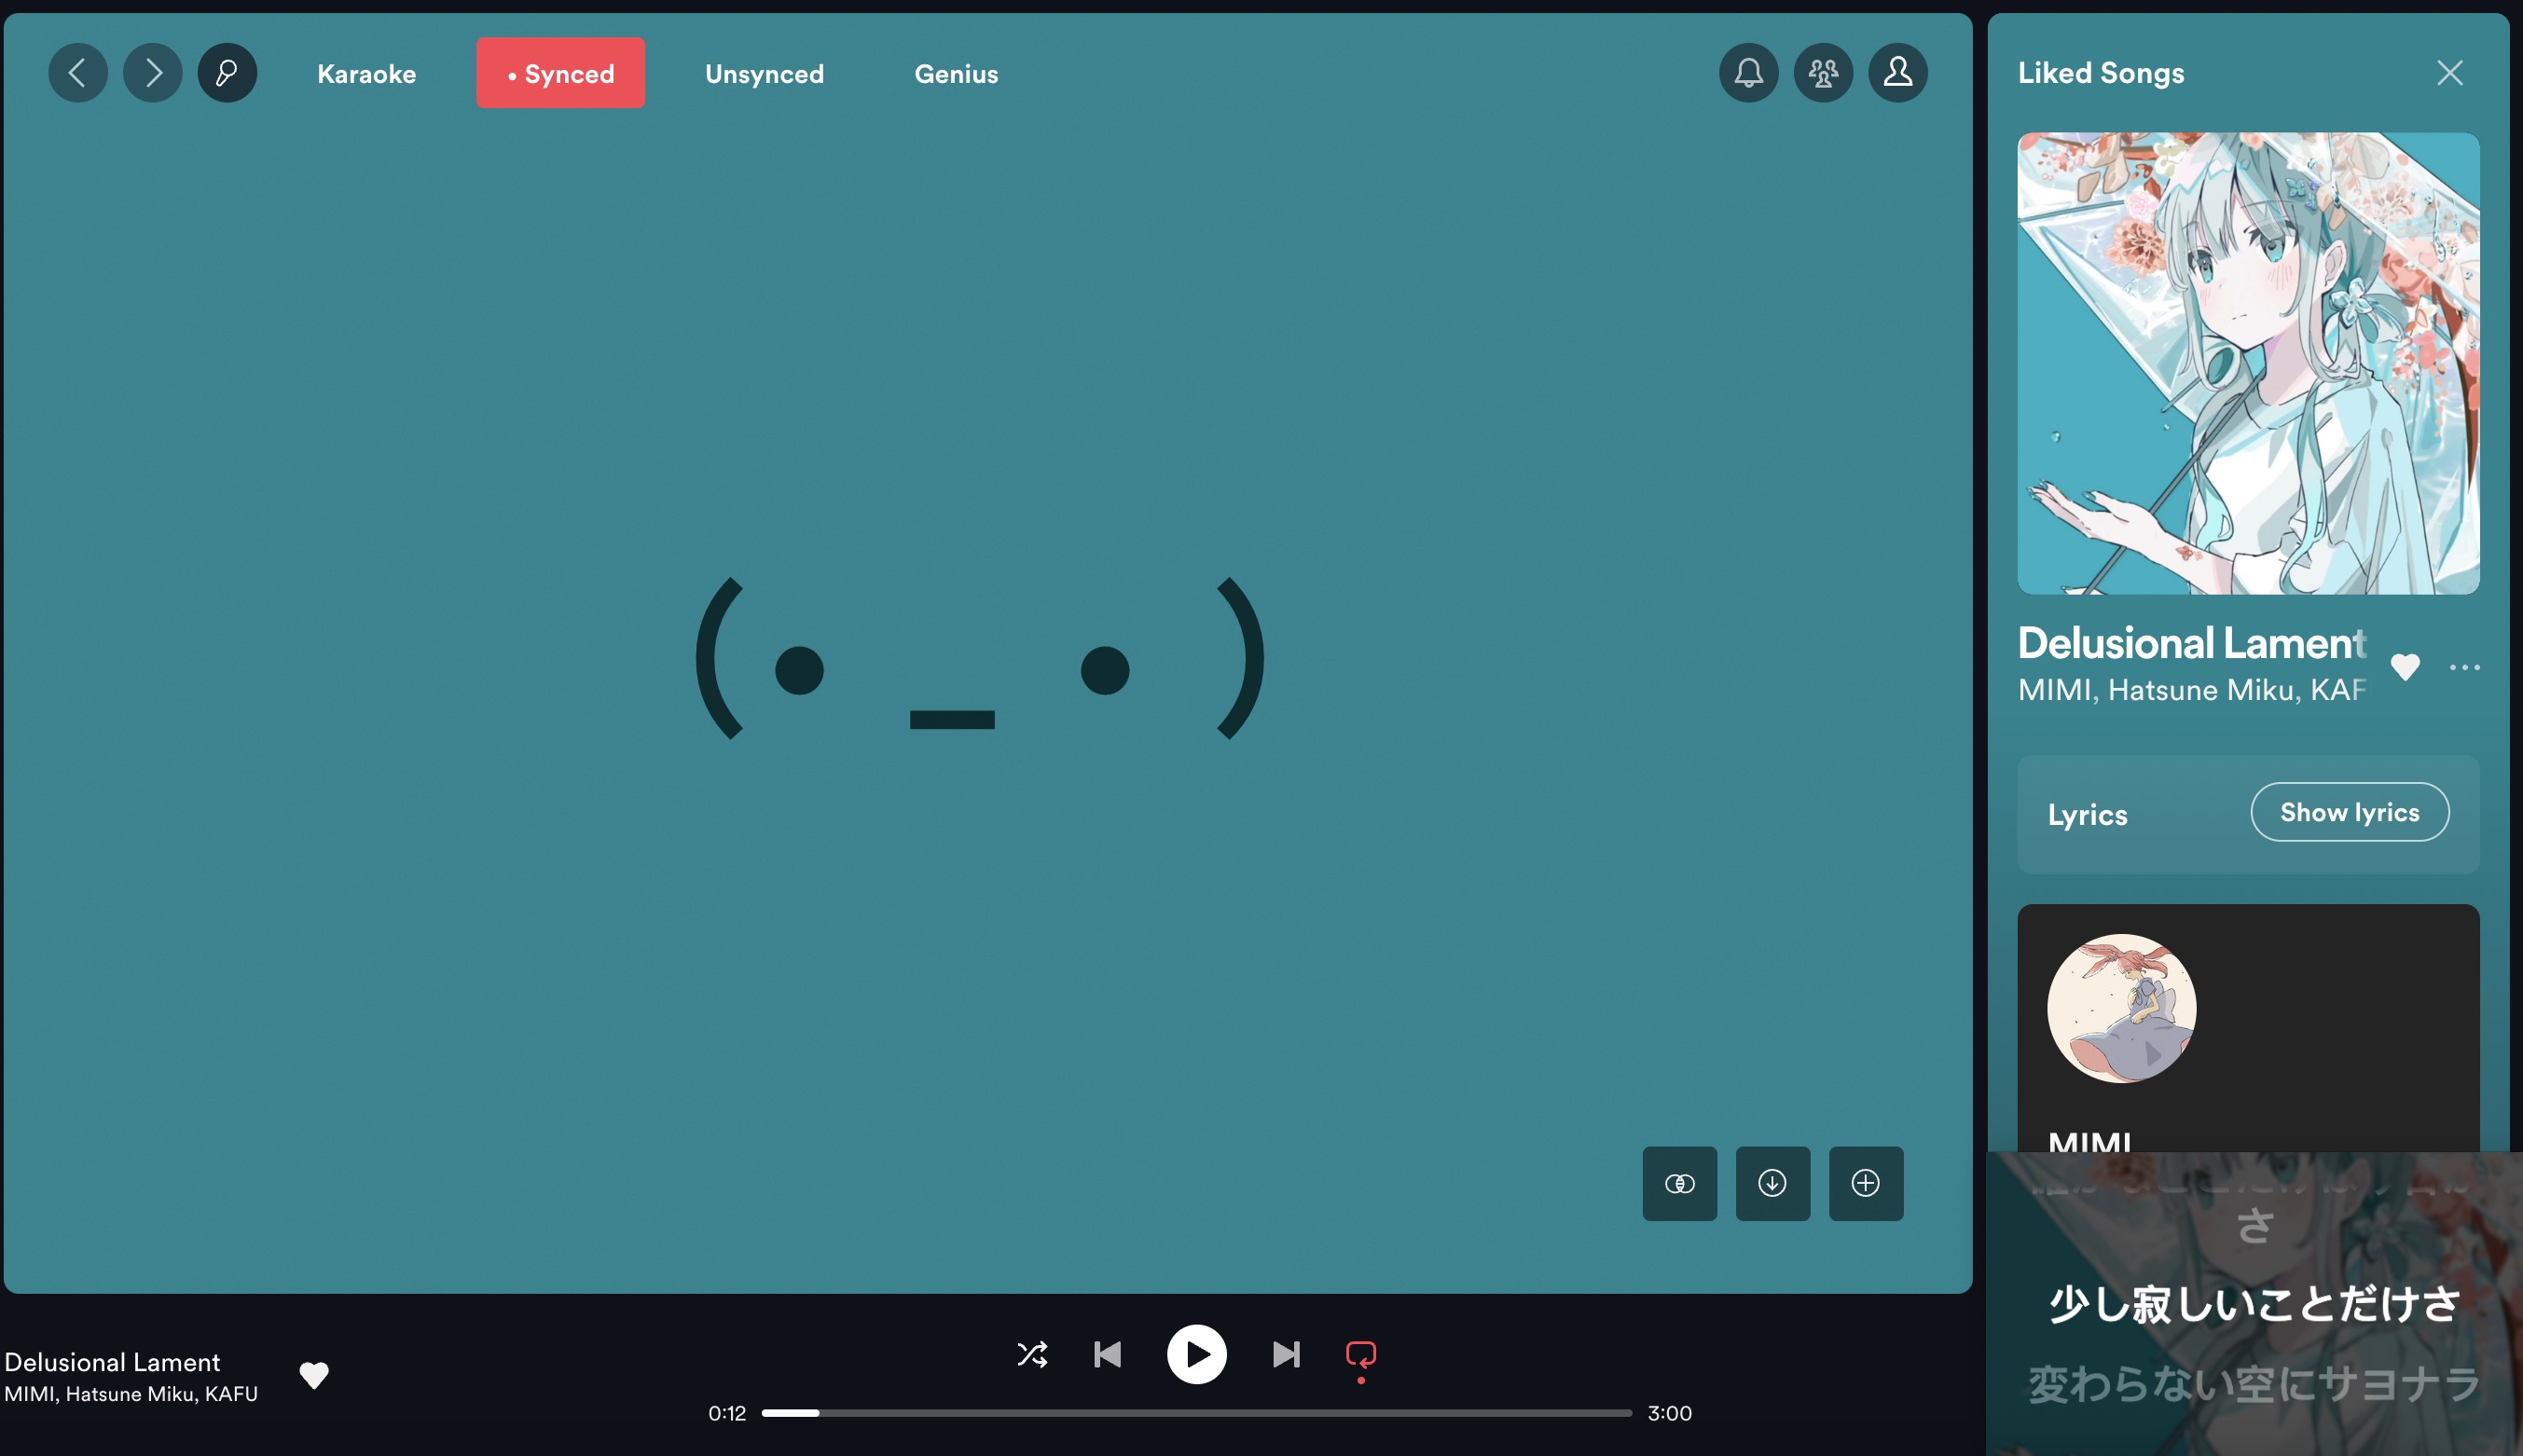 Karaoke
• Synced
Unsynced
Genius
(• _ •)
Liked Songs
Delusional Lament
MIMI, Hatsune Miku, KAF
Lyrics
Show lyrics
MIMI
さ
少し寂しいことだけさ
変わらない空にサヨナラ
Delusional Lament
MIMI, Hatsune Miku, KAFU
0:12
3:00